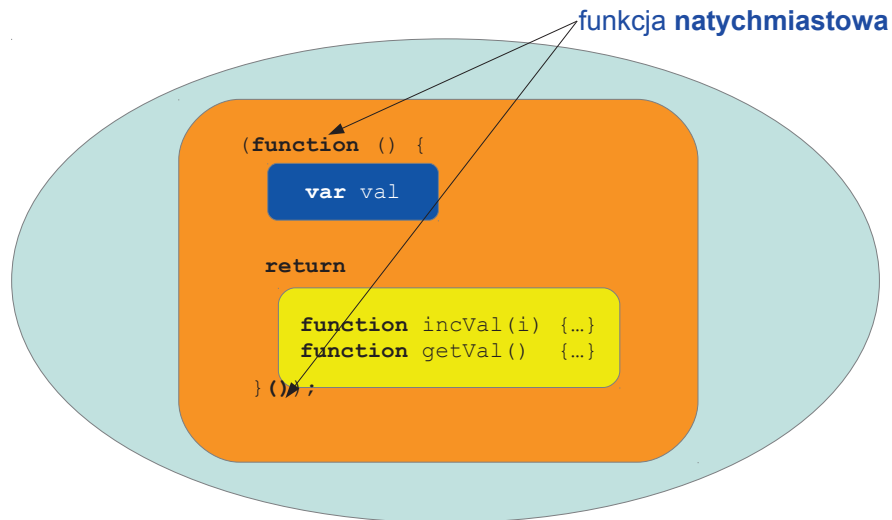 funkcja natychmiastowa
(function () {
var val
return
function incVal(i) {…}
function getVal() {…}
}());